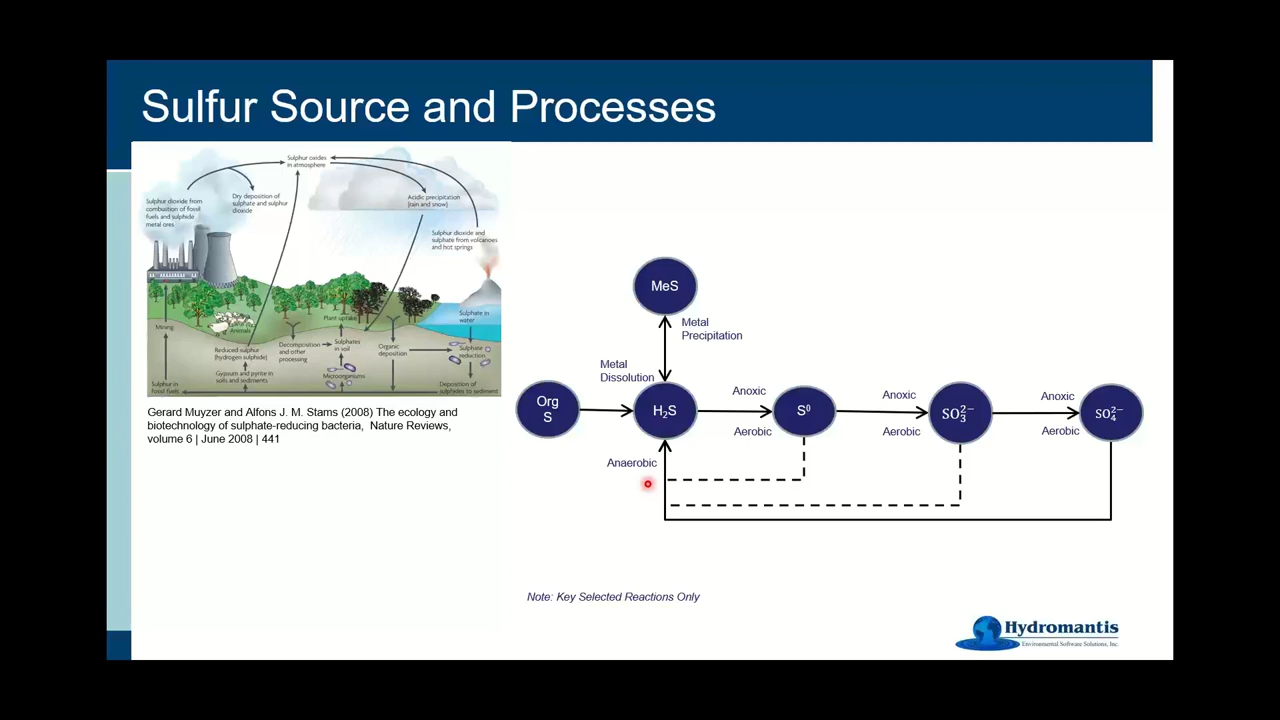 Sulfur Source and Processes
Sulphur oxides
in atmosphere
Sulphur dioxide from
combustion of fossil
fuels and sulphide
metal ores
Dry deposition of
sulphate and sulphur
dioxide
Acidic precipitation
(rain and snow)
Sulphur dioxide and
sulphate from volcanoes
and hot springs
Mining
Animals
Plant uptake
Sulphate in
water
Reduced sulphur
(hydrogen sulphide)
Decomposition
and other
processing
Sulphates
in soil
Organic
deposition
Sulphate
reduction
Gypsum and pyrite in
soils and sediments
Microorganisms
Sulphur in
fossil fuels
Deposition of
sulphides to sediment
Gerard Muyzer and Alfons J. M. Stams (2008) The ecology and
biotechnology of sulphate-reducing bacteria, Nature Reviews,
volume 6 | June 2008 | 441
MeS
Metal
Precipitation
Metal
Dissolution
Org
S
H₂S
Anoxic
Aerobic
S⁰
Anoxic
Aerobic
SO₃²⁻
Anoxic
Aerobic
SO₄²⁻
Anaerobic
Note: Key Selected Reactions Only
Hydromantis
Environmental Software Solutions, Inc.